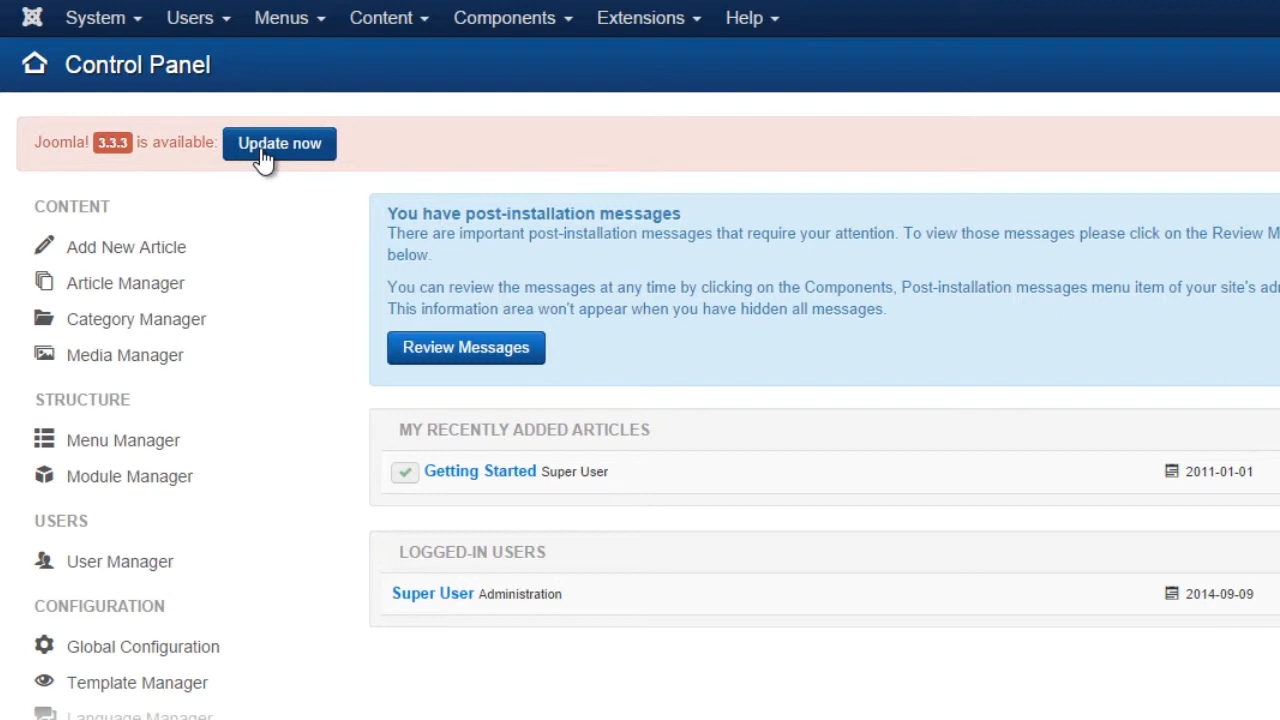 System Users Menus Content Components Extensions Help
Control Panel
Joomla! 3.3.3 is available: Update now
CONTENT
Add New Article
Article Manager
Category Manager
Media Manager
STRUCTURE
Menu Manager
Module Manager
USERS
User Manager
CONFIGURATION
Global Configuration
Template Manager
Language Manager
You have post-installation messages
There are important post-installation messages that require your attention. To view those messages please click on the Review M
below.
You can review the messages at any time by clicking on the Components, Post-installation messages menu item of your site's ad
This information area won't appear when you have hidden all messages.
Review Messages
MY RECENTLY ADDED ARTICLES
Getting Started Super User 2011-01-01
LOGGED-IN USERS
Super User Administration 2014-09-09